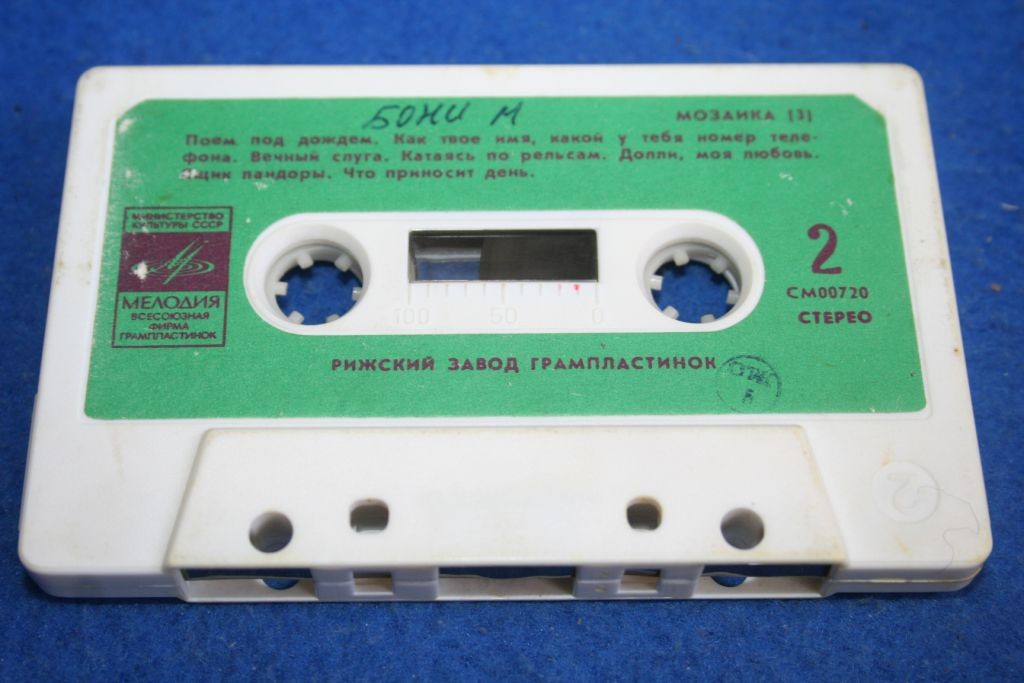 БОНИ М
МОЗАИКА (3)
Поем под дождем. Как твое имя, какой у тебя номер теле-
фона. Вечный слуга. Катаясь по рельсам. Долли, моя любовь.
Ящик пандоры. Что приносит день.
МИНИСТЕРСТВО
КУЛЬТУРЫ СССР
МЕЛОДИЯ
ВСЕСОЮЗНАЯ
ФИРМА
ГРАМПЛАСТИНОК
2
СМ00720
СТЕРЕО
100 50 0
РИЖСКИЙ ЗАВОД ГРАМПЛАСТИНОК
2